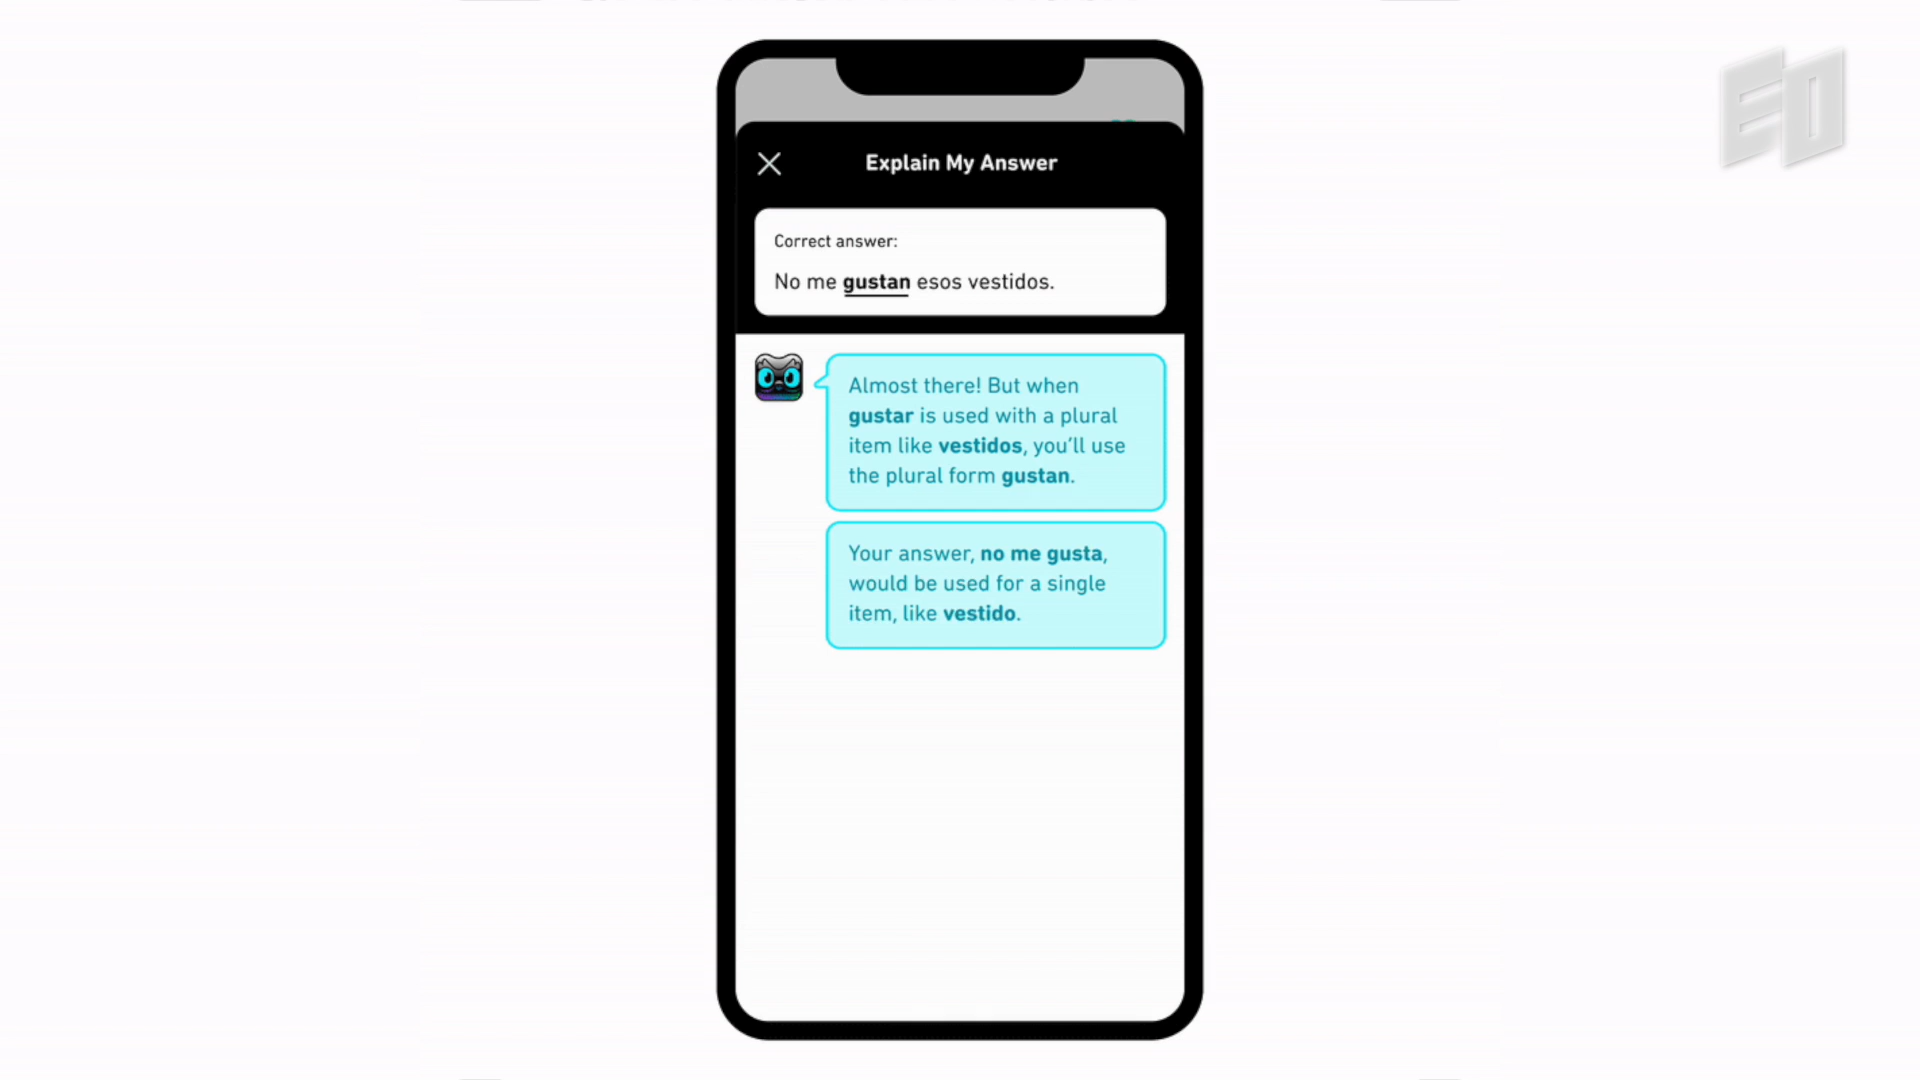 EO
Explain My Answer
Correct answer:
No me gustan esos vestidos.
Almost there! But when
gustar is used with a plural
item like vestidos, you’ll use
the plural form gustan.
Your answer, no me gusta,
would be used for a single
item, like vestido.